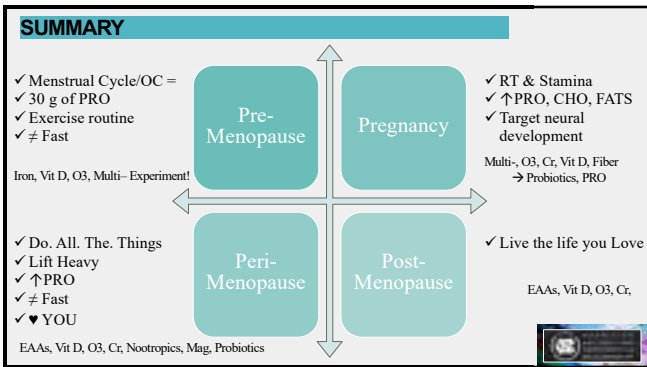 SUMMARY
✓ Menstrual Cycle/OC =
✓ 30 g of PRO
✓ Exercise routine
✓ ≠ Fast
Iron, Vit D, O3, Multi– Experiment!
Pre-
Menopause
Pregnancy
✓ RT & Stamina
✓ ↑PRO, CHO, FATS
✓ Target neural
development
Multi-, O3, Cr, Vit D, Fiber
→ Probiotics, PRO
✓ Do. All. The. Things
✓ Lift Heavy
✓ ↑PRO
✓ ≠ Fast
✓ ♥ YOU
EAAs, Vit D, O3, Cr, Nootropics, Mag, Probiotics
Peri-
Menopause
Post-
Menopause
✓ Live the life you Love
EAAs, Vit D, O3, Cr,